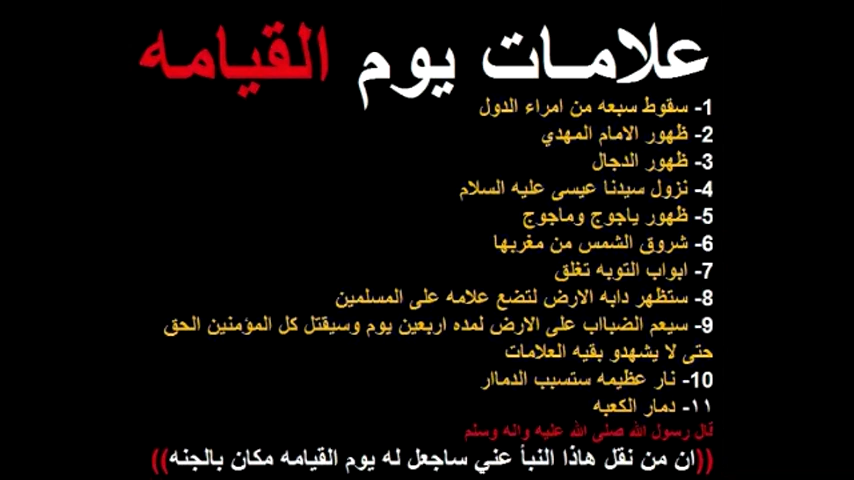 علامات يوم القيامه
1- سقوط سبعه من امراء الدول
2- ظهور الامام المهدي
3- ظهور الدجال
4- نزول سيدنا عيسى عليه السلام
5- ظهور ياجوج وماجوج
6- شروق الشمس من مغربها
7- ابواب التوبه تغلق
8- ستظهر دابه الارض لتضع علامه على المسلمين
9- سيعم الضبااب على الارض لمده اربعين يوم وسيقتل كل المؤمنين الحق
حتى لا يشهدو بقيه العلامات
10- نار عظيمه ستسبب الدماار
١١- دمار الكعبه
قال رسول الله صلى الله عليه واله وسلم
((ان من نقل هاذا النبأ عني ساجعل له يوم القيامه مكان بالجنه))